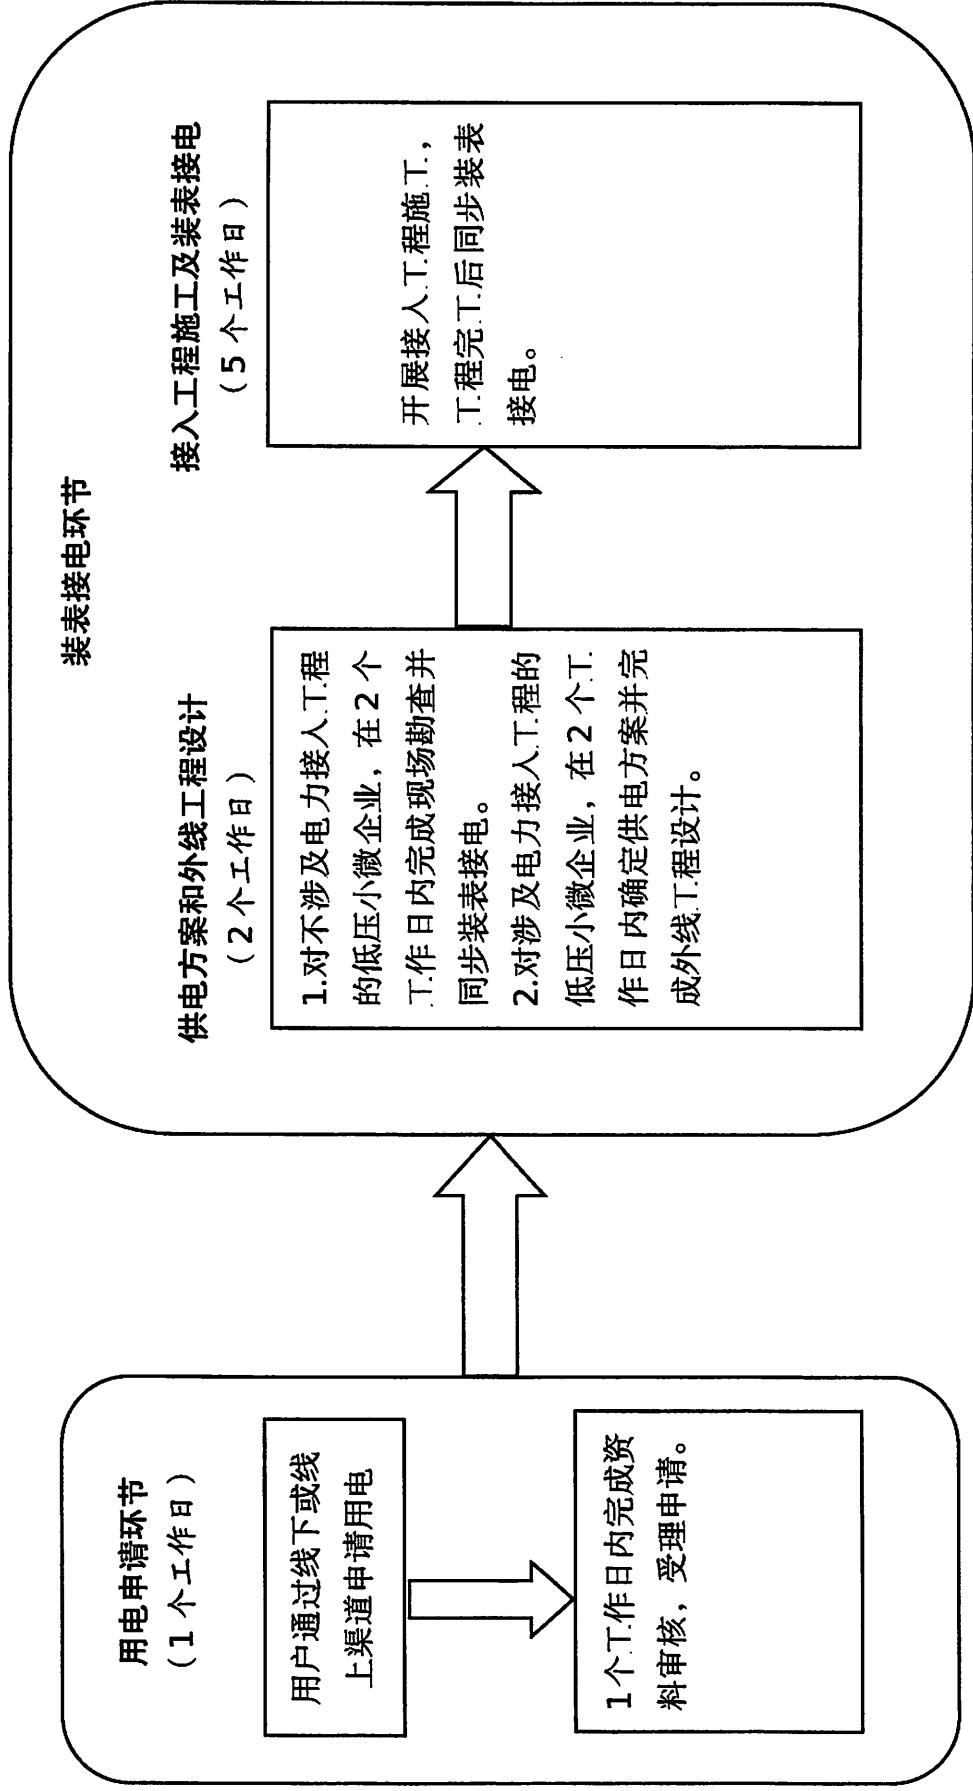 用电申请环节
（1个工作日）
用户通过线下或线
上渠道申请用电
1个工作日内完成资
料审核，受理申请。
装表接电环节
供电方案和外线工程设计
（2个工作日）
1.对不涉及电力接入工程
的低压小微企业，在2个
工作日内完成现场勘查并
同步装表接电。
2.对涉及电力接入工程的
低压小微企业，在2个工
作日内确定供电方案并完
成外线工程设计。
接入工程施工及装表接电
（5个工作日）
开展接入工程施工，
工程完工后同步装表
接电。